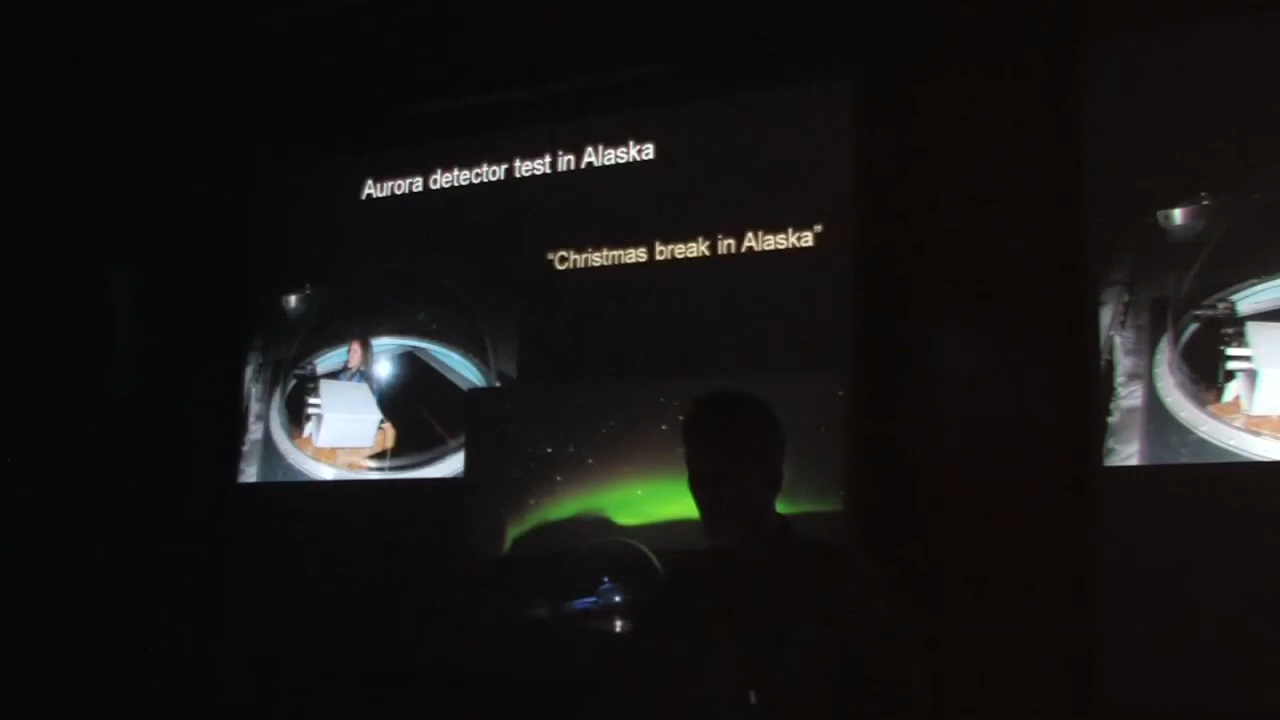 Aurora detector test in Alaska
“Christmas break in Alaska”